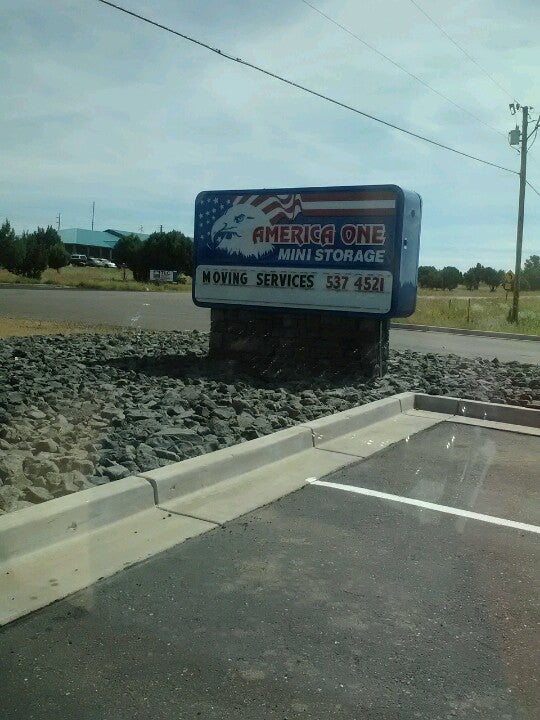 AMERICA ONE
MINI STORAGE
MOVING SERVICES 537 4521